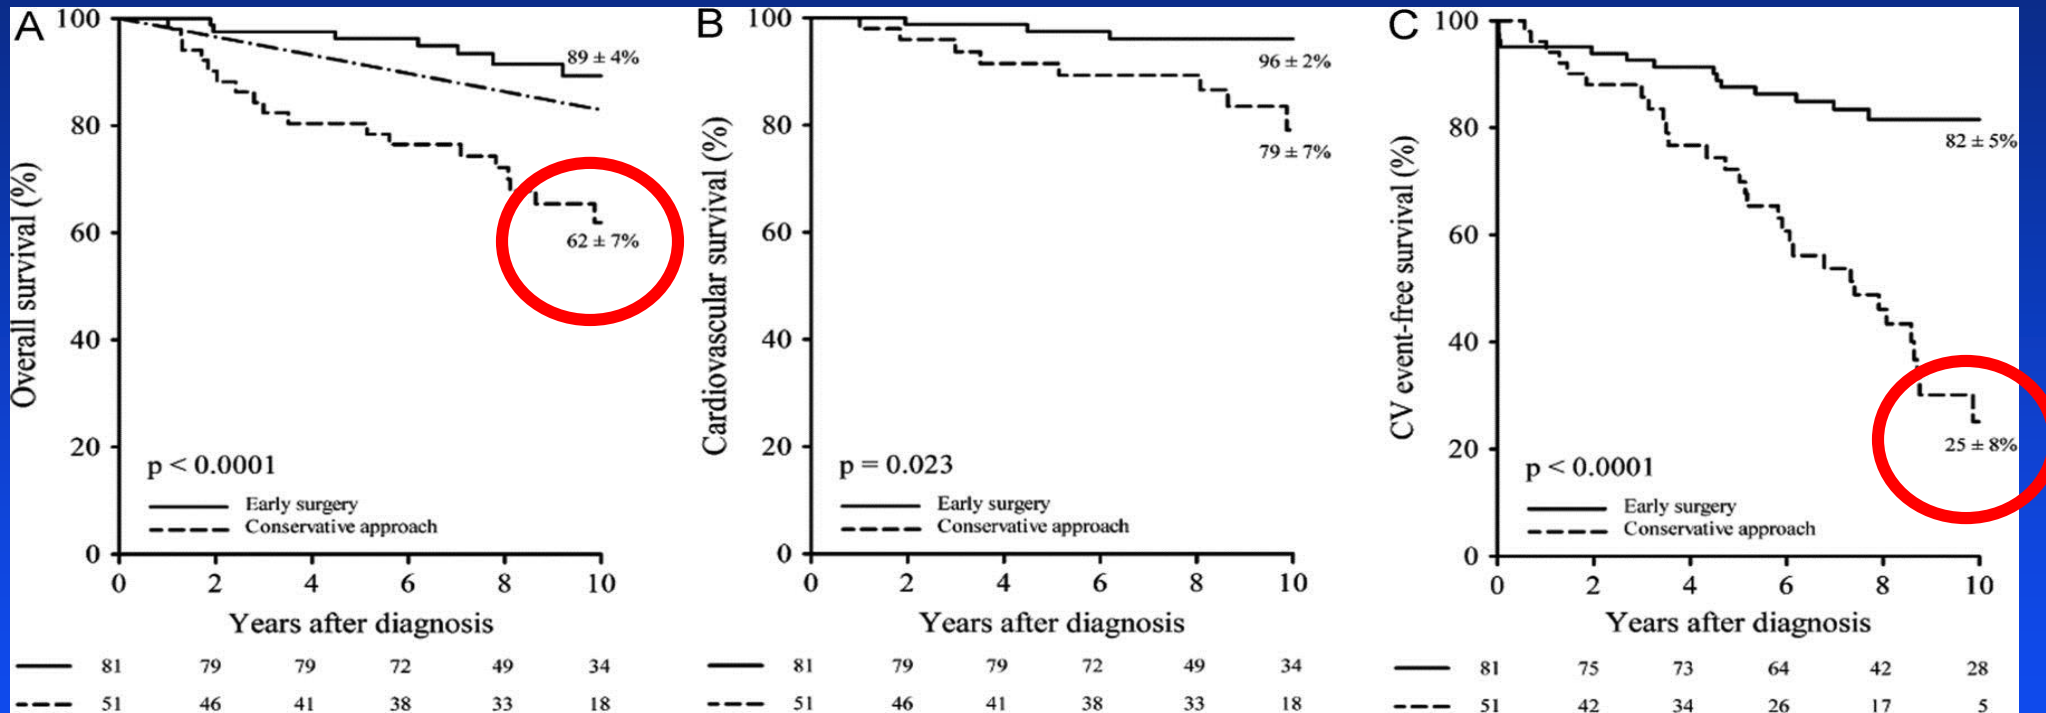 A
Overall survival (%)
100
80
60
40
20
0
89 ± 4%
62 ± 7%
p < 0.0001
Early surgery
Conservative approach
0 2 4 6 8 10
Years after diagnosis
81 79 79 72 49 34
51 46 41 38 33 18
B
Cardiovascular survival (%)
100
80
60
40
20
0
96 ± 2%
79 ± 7%
p = 0.023
Early surgery
Conservative approach
0 2 4 6 8 10
Years after diagnosis
81 79 79 72 49 34
51 46 41 38 33 18
C
CV event-free survival (%)
100
80
60
40
20
0
82 ± 5%
25 ± 8%
p < 0.0001
Early surgery
Conservative approach
0 2 4 6 8 10
Years after diagnosis
81 75 73 64 42 28
51 42 34 26 17 5